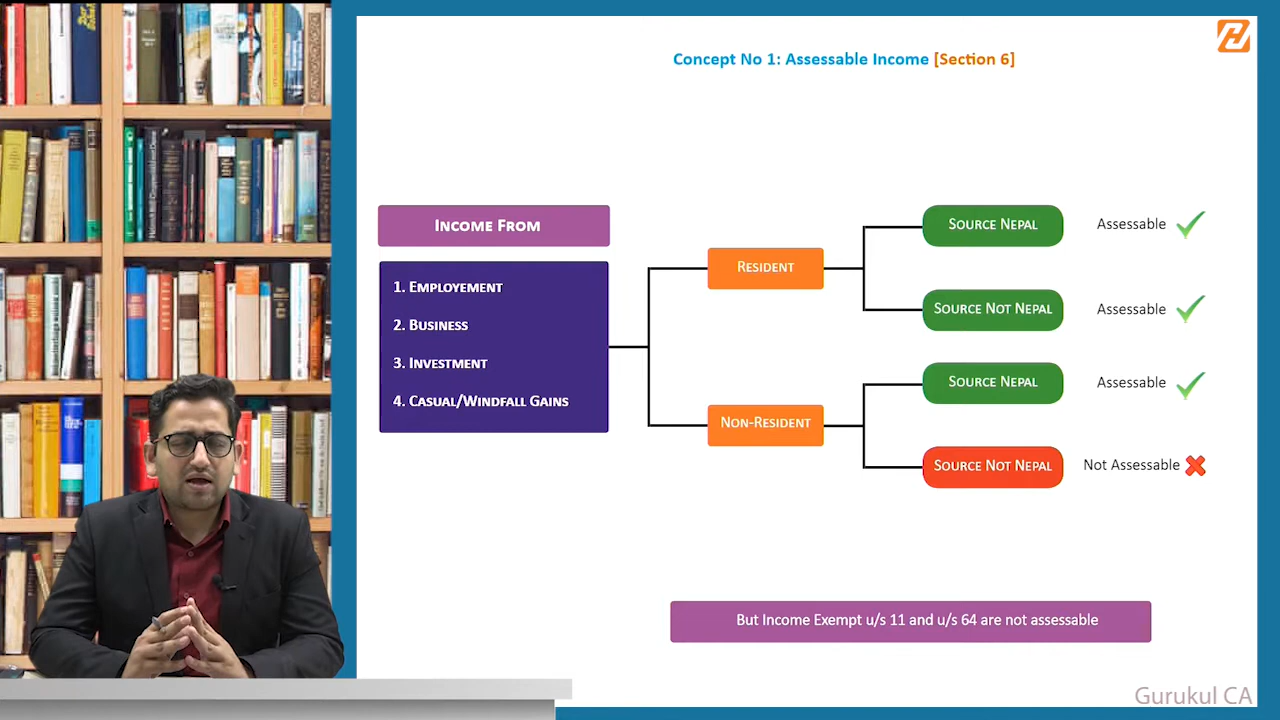 Concept No 1: Assessable Income [Section 6]
INCOME FROM
1. EMPLOYEMENT
2. BUSINESS
3. INVESTMENT
4. CASUAL/WINDFALL GAINS
RESIDENT
NON-RESIDENT
SOURCE NEPAL
Assessable
SOURCE NOT NEPAL
Assessable
SOURCE NEPAL
Assessable
SOURCE NOT NEPAL
Not Assessable
But Income Exempt u/s 11 and u/s 64 are not assessable
Gurukul CA